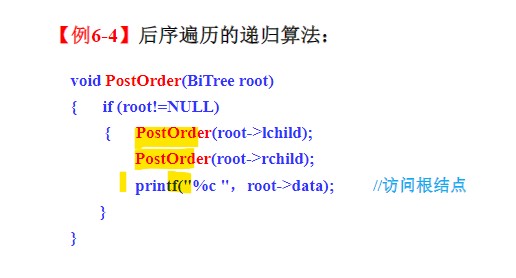 【例6-4】后序遍历的递归算法：
void PostOrder(BiTree root)
{ if (root!=NULL)
{ PostOrder(root->lchild);
PostOrder(root->rchild);
printf("%c "，root->data); //访问根结点
}
}